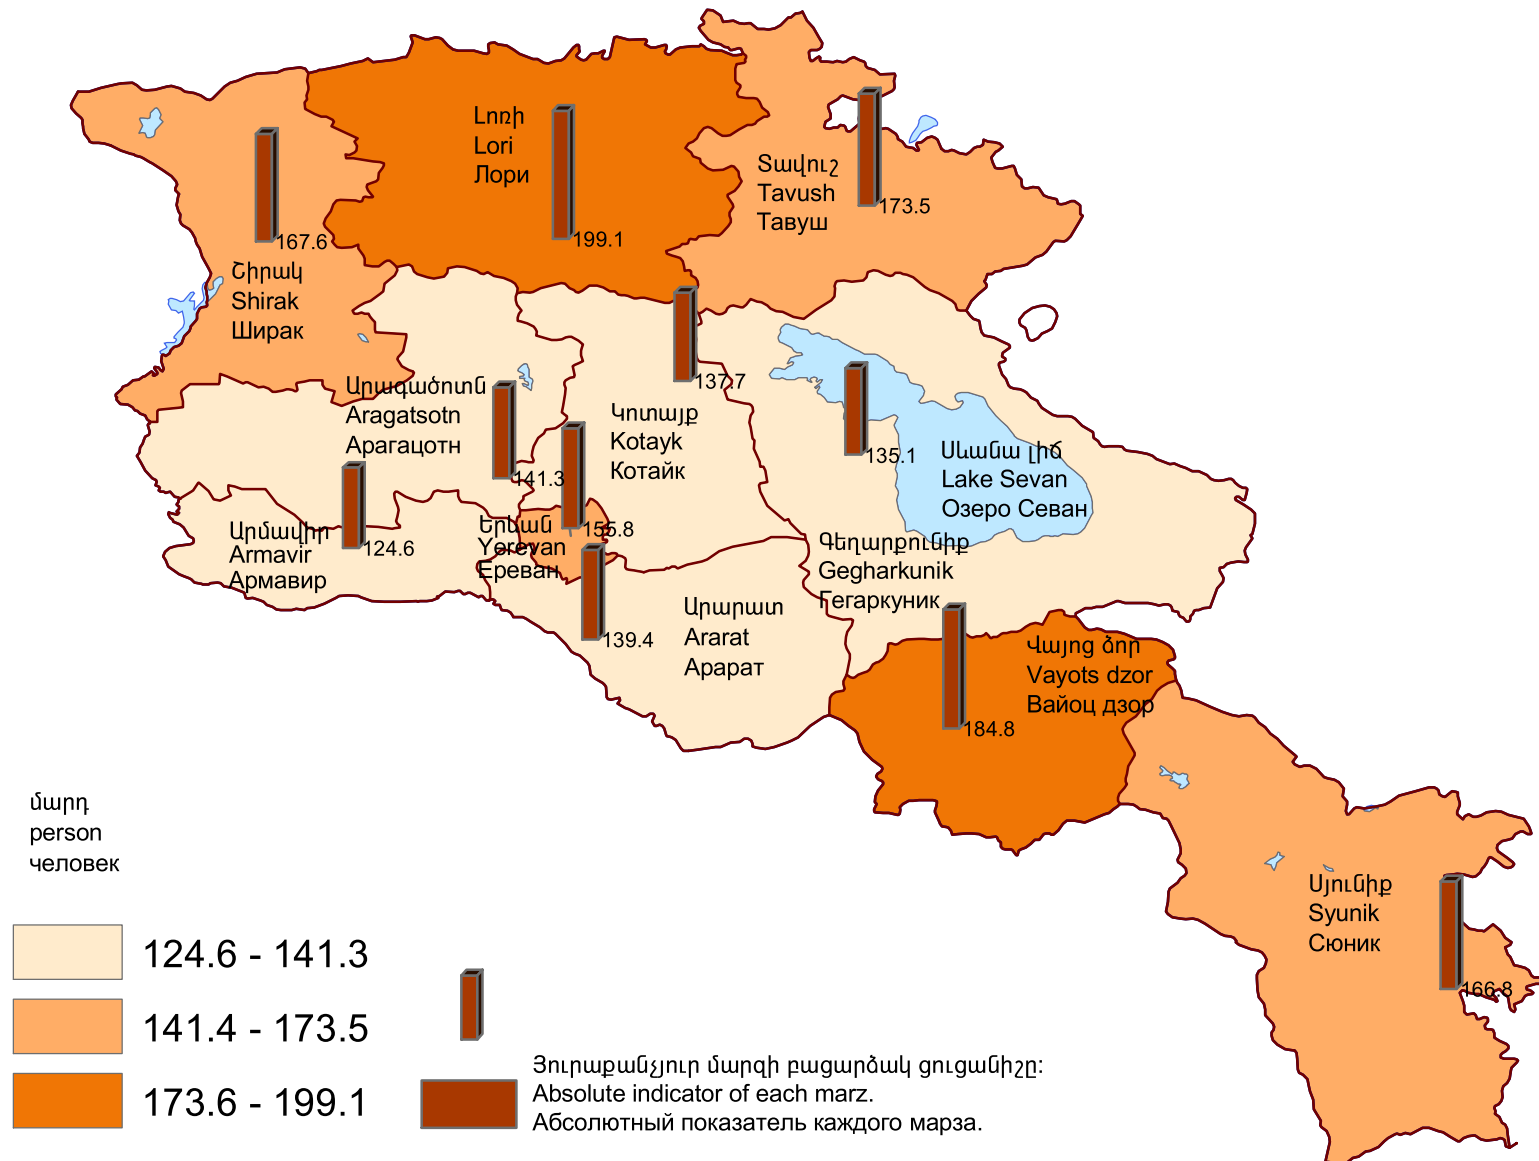 Լոռի
Lori
Лори
199.1
Տավուշ
Tavush
Тавуш
173.5
167.6
Շիրակ
Shirak
Ширак
137.7
Արագածոտն
Aragatsotn
Арагацотн
141.3
Կոտայք
Kotayk
Котайк
135.1
Սևանա լիճ
Lake Sevan
Озеро Севан
Արմավիր
Armavir
Армавир
124.6
Երևան
Yerevan
Ереван
155.8
139.4
Գեղարքունիք
Gegharkunik
Гегаркуник
Արարատ
Ararat
Арарат
Վայոց ձոր
Vayots dzor
Вайоц дзор
184.8
Սյունիք
Syunik
Сюник
166.8
մարդ
person
человек
124.6 - 141.3
141.4 - 173.5
173.6 - 199.1
Յուրաքանչյուր մարզի բացարձակ ցուցանիշը:
Absolute indicator of each marz.
Абсолютный показатель каждого марза.